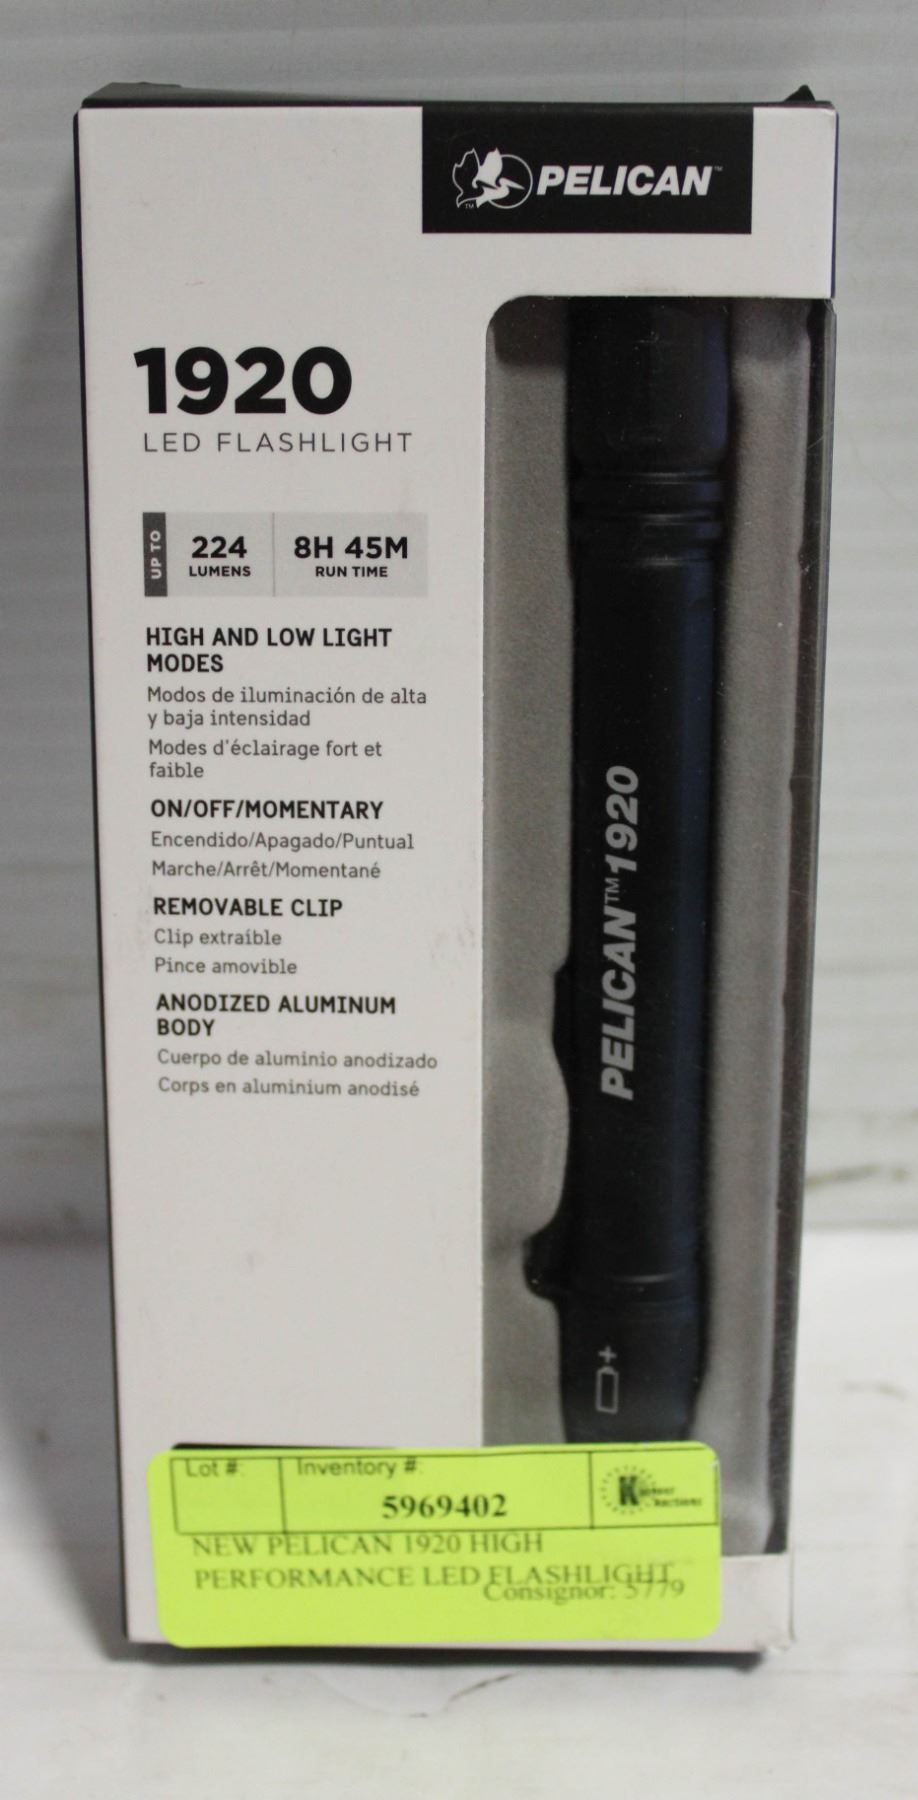 PELICAN™
TM
1920
LED FLASHLIGHT
UP TO
224
LUMENS
8H 45M
RUN TIME
HIGH AND LOW LIGHT
MODES
Modos de iluminación de alta
y baja intensidad
Modes d'éclairage fort et
faible
ON/OFF/MOMENTARY
Encendido/Apagado/Puntual
Marche/Arrêt/Momentané
REMOVABLE CLIP
Clip extraíble
Pince amovible
ANODIZED ALUMINUM
BODY
Cuerpo de aluminio anodizado
Corps en aluminium anodisé
PELICAN™ 1920
+
Lot #:
Inventory #:
5969402
K
Auctions
NEW PELICAN 1920 HIGH
PERFORMANCE LED FLASHLIGHT
Consignor: 5779